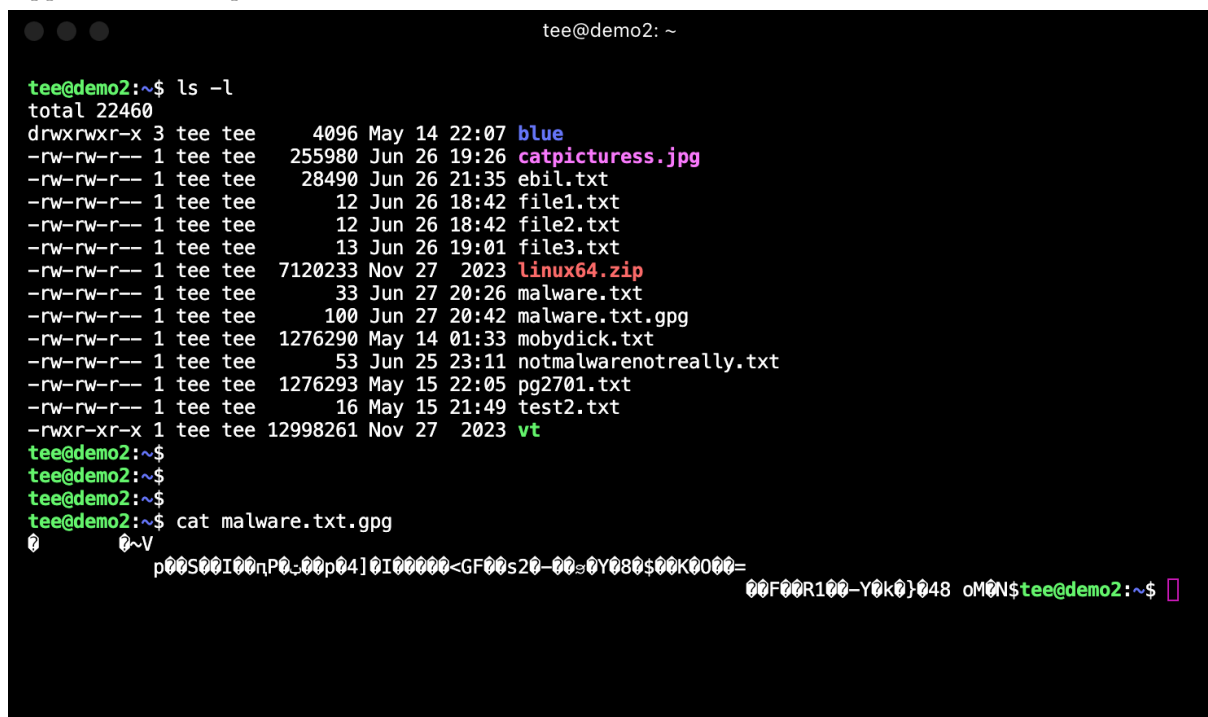 tee@demo2: ~
tee@demo2:~$ ls -l
total 22460
drwxrwxr-x 3 tee tee     4096 May 14 22:07 blue
-rw-rw-r-- 1 tee tee   255980 Jun 26 19:26 catpicturess.jpg
-rw-rw-r-- 1 tee tee    28490 Jun 26 21:35 ebil.txt
-rw-rw-r-- 1 tee tee       12 Jun 26 18:42 file1.txt
-rw-rw-r-- 1 tee tee       12 Jun 26 18:42 file2.txt
-rw-rw-r-- 1 tee tee       13 Jun 26 19:01 file3.txt
-rw-rw-r-- 1 tee tee  7120233 Nov 27  2023 linux64.zip
-rw-rw-r-- 1 tee tee       33 Jun 27 20:26 malware.txt
-rw-rw-r-- 1 tee tee      100 Jun 27 20:42 malware.txt.gpg
-rw-rw-r-- 1 tee tee  1276290 May 14 01:33 mobydick.txt
-rw-rw-r-- 1 tee tee       53 Jun 25 23:11 notmalwarenotreally.txt
-rw-rw-r-- 1 tee tee  1276293 May 15 22:05 pg2701.txt
-rw-rw-r-- 1 tee tee       16 May 15 21:49 test2.txt
-rwxr-xr-x 1 tee tee 12998261 Nov 27  2023 vt
tee@demo2:~$
tee@demo2:~$
tee@demo2:~$
tee@demo2:~$ cat malware.txt.gpg
�       �~V
��F��R1��-Y�k�}�48 oM�N$tee@demo2:~$